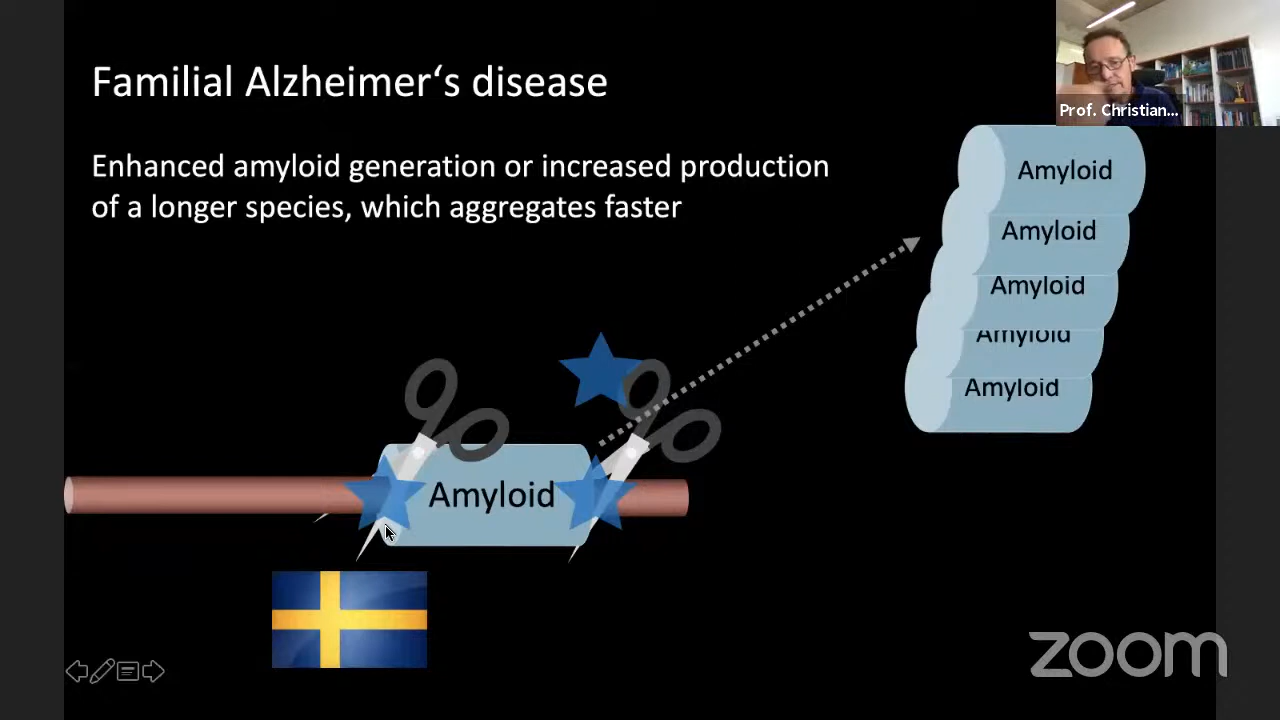 Familial Alzheimer‘s disease
Prof. Christian...
Enhanced amyloid generation or increased production
of a longer species, which aggregates faster
Amyloid
Amyloid
Amyloid
Amyloid
Amyloid
Amyloid
zoom